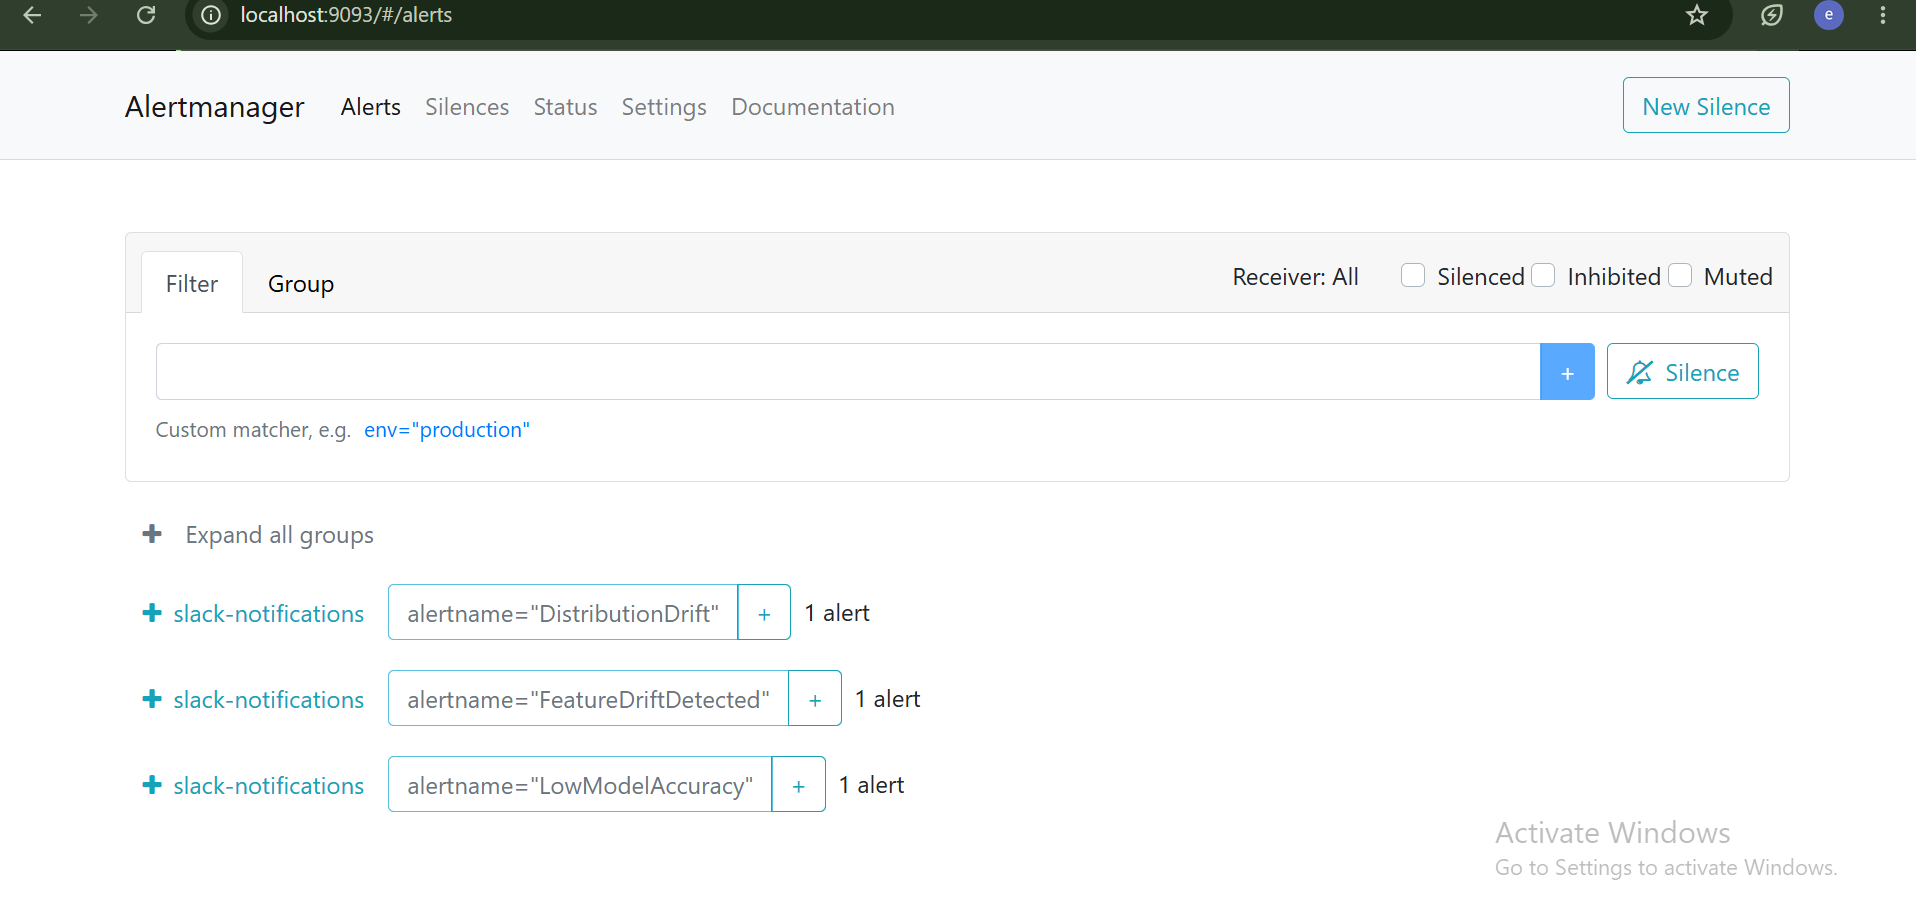 localhost:9093/#/alerts
e
Alertmanager Alerts Silences Status Settings Documentation New Silence
Filter Group Receiver: All Silenced Inhibited Muted
+ Silence
Custom matcher, e.g. env="production"
+ Expand all groups
+ slack-notifications alertname="DistributionDrift" + 1 alert
+ slack-notifications alertname="FeatureDriftDetected" + 1 alert
+ slack-notifications alertname="LowModelAccuracy" + 1 alert
Activate Windows
Go to Settings to activate Windows.